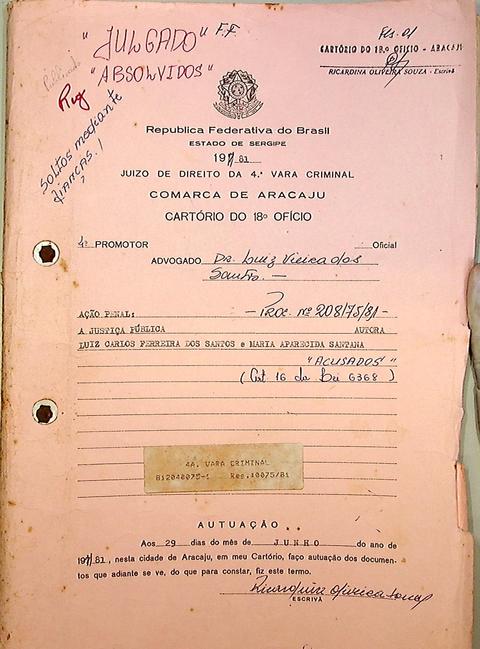 "JULGADO" F.F
"ABSOLVIDOS"
Fls. 01
CARTÓRIO DO 18.º OFÍCIO - ARACAJU
RICARDINA OLIVEIRA SOUZA - Escrivã
Publicado
Reg
SOLTOS mediante
FIANÇAS!
Republica Federativa do Brasil
ESTADO DE SERGIPE
1981
JUIZO DE DIREITO DA 4.ª VARA CRIMINAL
COMARCA DE ARACAJU
CARTÓRIO DO 18º OFÍCIO
4º PROMOTOR Oficial
ADVOGADO DR. Luiz Vieira dos
Santos. —
AÇÃO PENAL: - Proc. Nº 208/75/81 -
A JUSTIÇA PÚBLICA AUTORA
LUIZ CARLOS FERREIRA DOS SANTOS e MARIA APARECIDA SANTANA
"ACUSADOS"
(Art 16 da Lei 6368)
4A. VARA CRIMINAL
Reg.
AUTUAÇÃO
Aos 29 dias do mês de JUNHO do ano de
1981, nesta cidade de Aracaju, em meu Cartório, faço autuação dos documen-
tos que adiante se ve, do que para constar, fiz este termo.
Ricardina Oliveira Souza
ESCRIVÃ